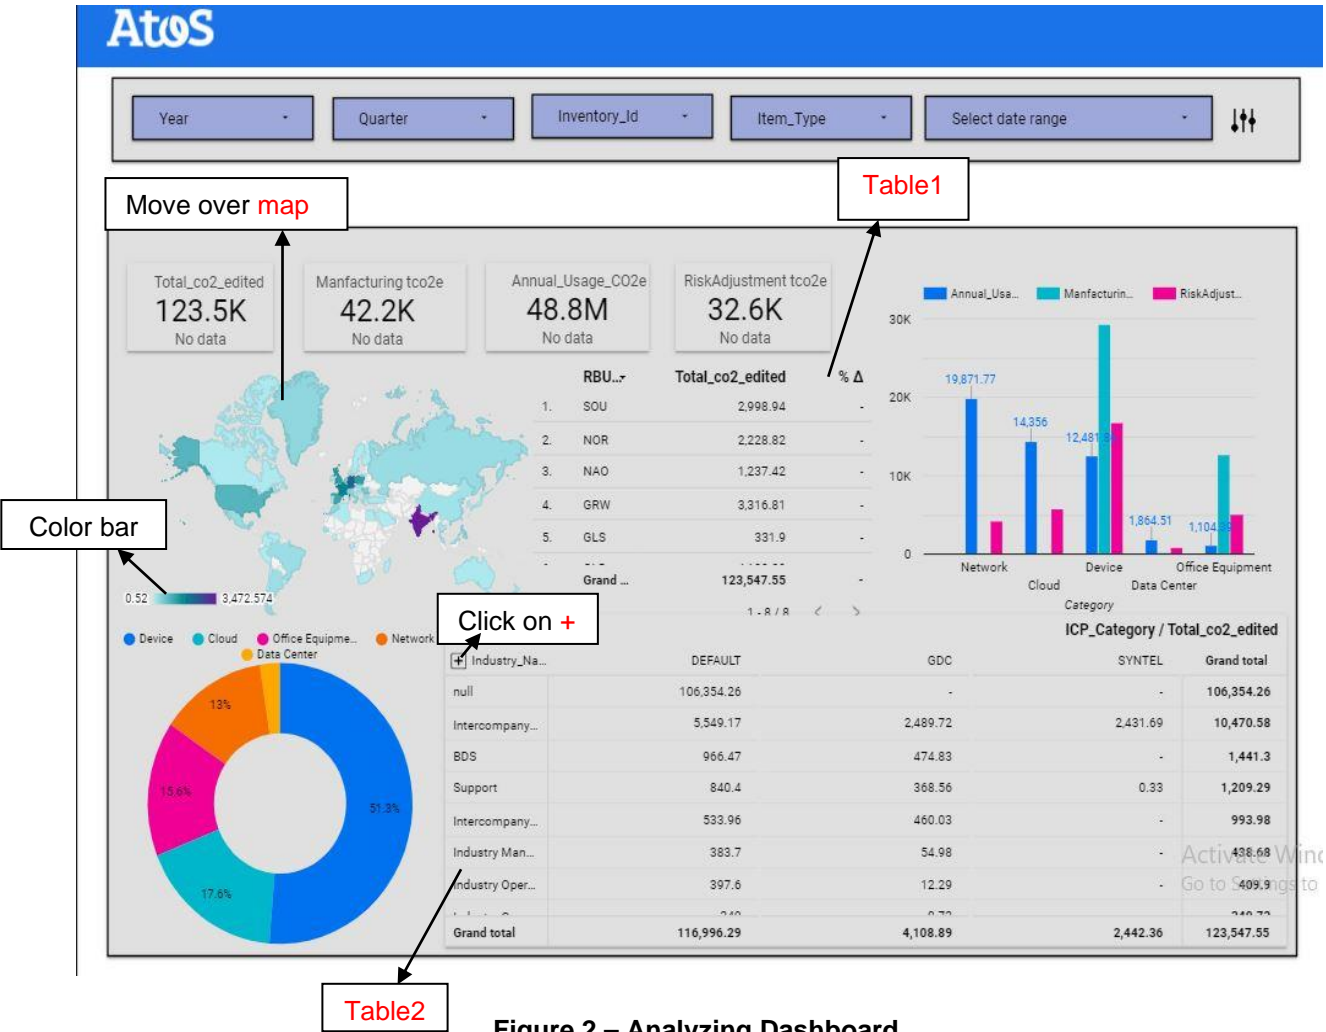 Atos
Year
Quarter
Inventory_Id
Item_Type
Select date range
Move over map
Table1
Total_co2_edited
123.5K
No data
Manfacturing tco2e
42.2K
No data
Annual_Usage_CO2e
48.8M
No data
RiskAdjustment tco2e
32.6K
No data
Annual_Usa... Manfacturin... RiskAdjust...
30K
20K
10K
0
19,871.77
14,356
1,864.51
Network
Cloud
Device
Data Center
Office Equipment
Category
RBU... Total_co2_edited % Δ
1. SOU 2,998.94 -
2. NOR 2,228.82 -
3. NAO 1,237.42 -
4. GRW 3,316.81 -
5. GLS 331.9 -
Grand ... 123,547.55 -
1 - 8 / 8 < >
Color bar
0.52 3,472.574
Click on +
Device Cloud Office Equipme... Network
Data Center
13%
15.6%
51.3%
17.6%
ICP_Category / Total_co2_edited
+ Industry_Na... DEFAULT GDC SYNTEL Grand total
null 106,354.26 - - 106,354.26
Intercompany... 5,549.17 2,489.72 2,431.69 10,470.58
BDS 966.47 474.83 - 1,441.3
Support 840.4 368.56 0.33 1,209.29
Intercompany... 533.96 460.03 - 993.98
Industry Man... 383.7 54.98 - 438.68
Industry Oper... 397.6 12.29 - 409.9
Grand total 116,996.29 4,108.89 2,442.36 123,547.55
Activate Wind
Go to Settings to
Table2
Figure 2 – Analyzing Dashboard